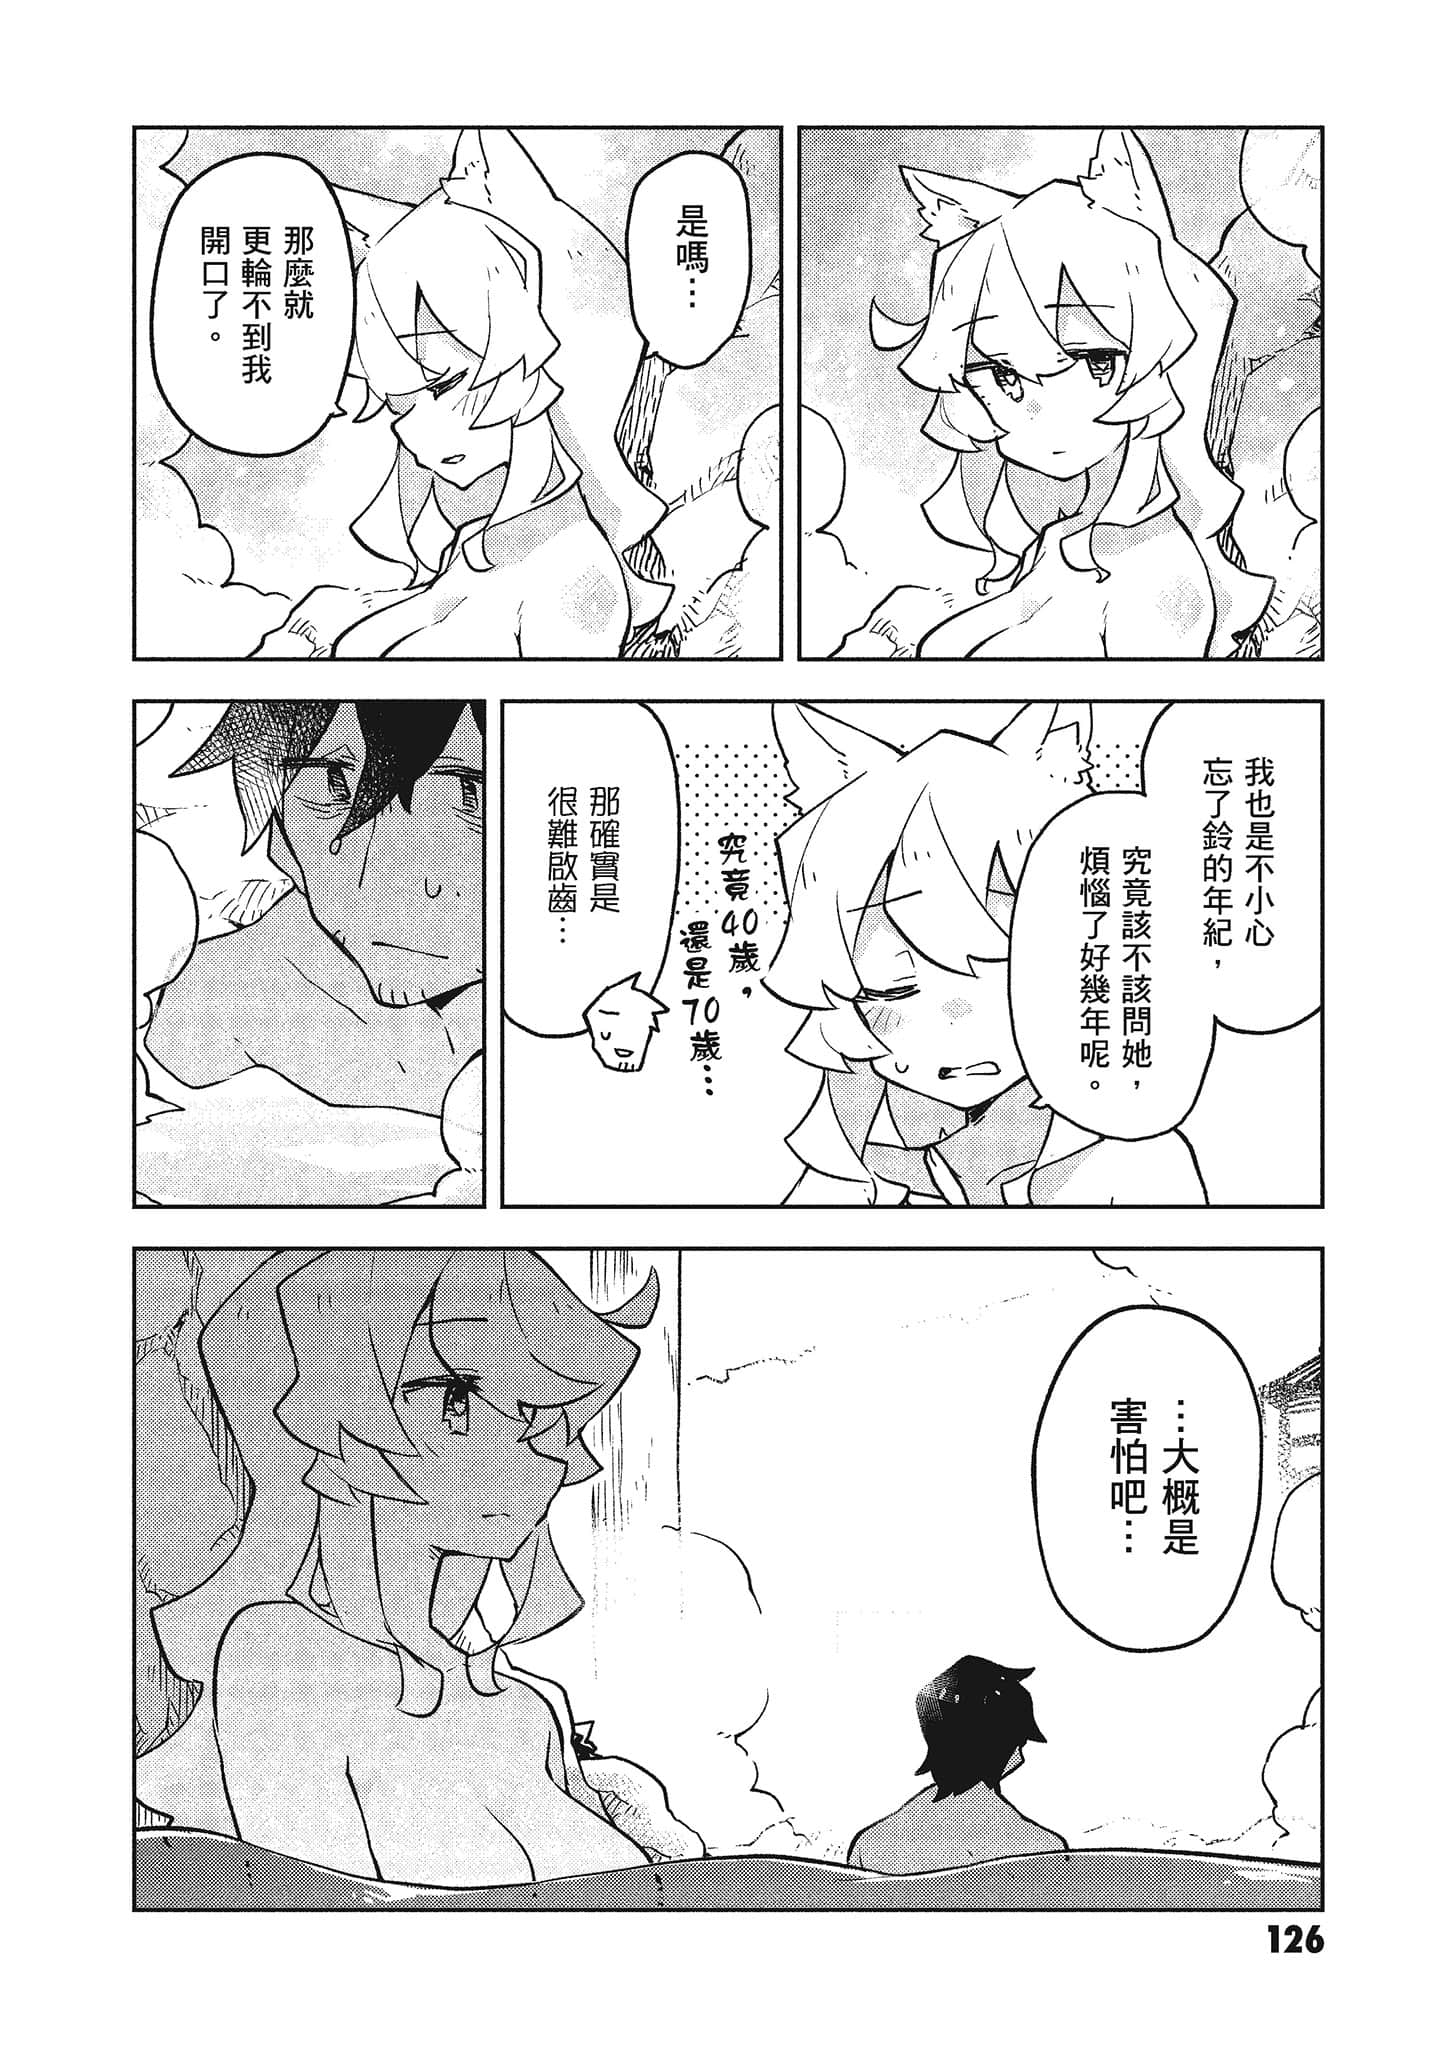 是嗎…
那麼就
更輪不到我
開口了。
我也是不小心
忘了鈴的年紀，
究竟該不該問她，
煩惱了好幾年呢。
究竟40歲，
還是70歲…
那確實是
很難啟齒…
…大概是
害怕吧…
126